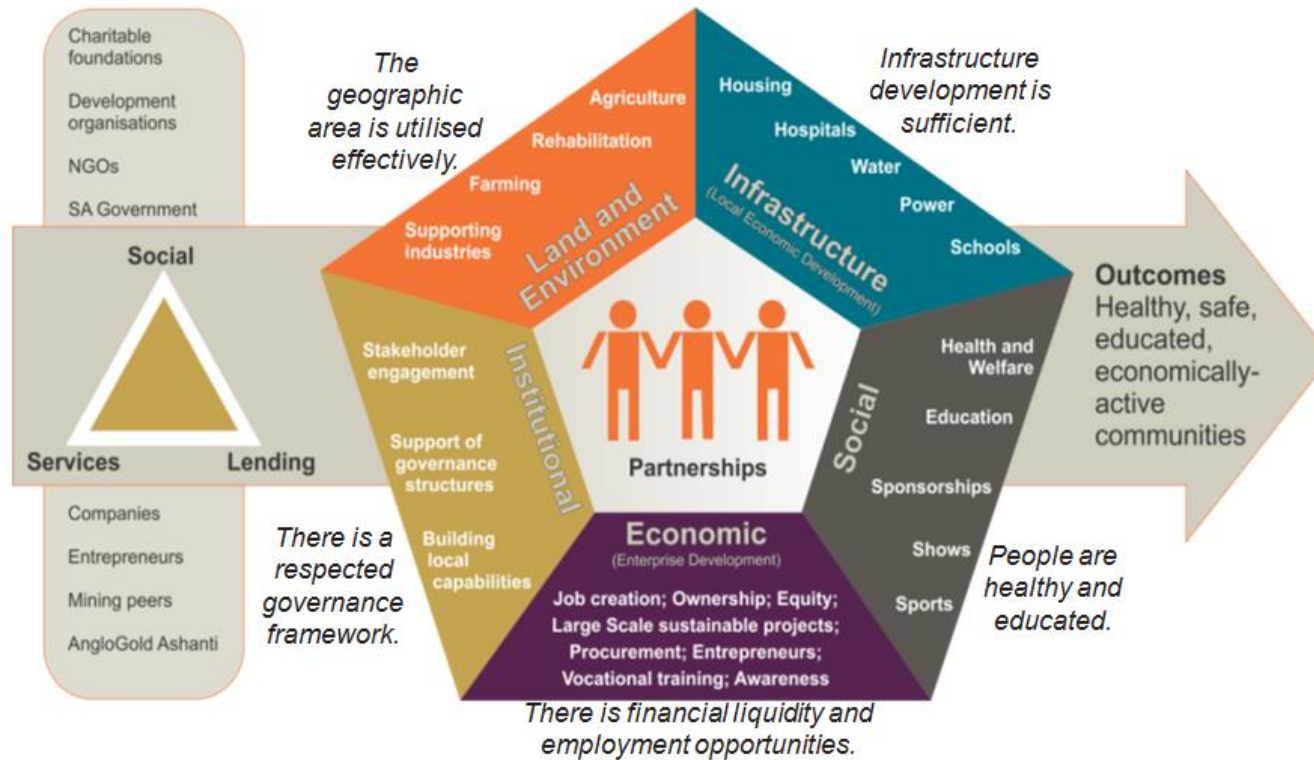 Charitable
foundations
Development
organisations
NGOs
SA Government
Social
Services
Lending
Companies
Entrepreneurs
Mining peers
AngloGold Ashanti
The
geographic
area is utilised
effectively.
Agriculture
Rehabilitation
Farming
Supporting
industries
Land and
Environment
Infrastructure
development is
sufficient.
Housing
Hospitals
Water
Power
Schools
Infrastructure
(Local Economic Development)
Stakeholder
engagement
Support of
governance
structures
Building
local
capabilities
Institutional
There is a
respected
governance
framework.
Partnerships
Social
Health and
Welfare
Education
Sponsorships
Shows
Sports
People are
healthy and
educated.
Economic
(Enterprise Development)
Job creation; Ownership; Equity;
Large Scale sustainable projects;
Procurement; Entrepreneurs;
Vocational training; Awareness
There is financial liquidity and
employment opportunities.
Outcomes
Healthy, safe,
educated,
economically-
active
communities